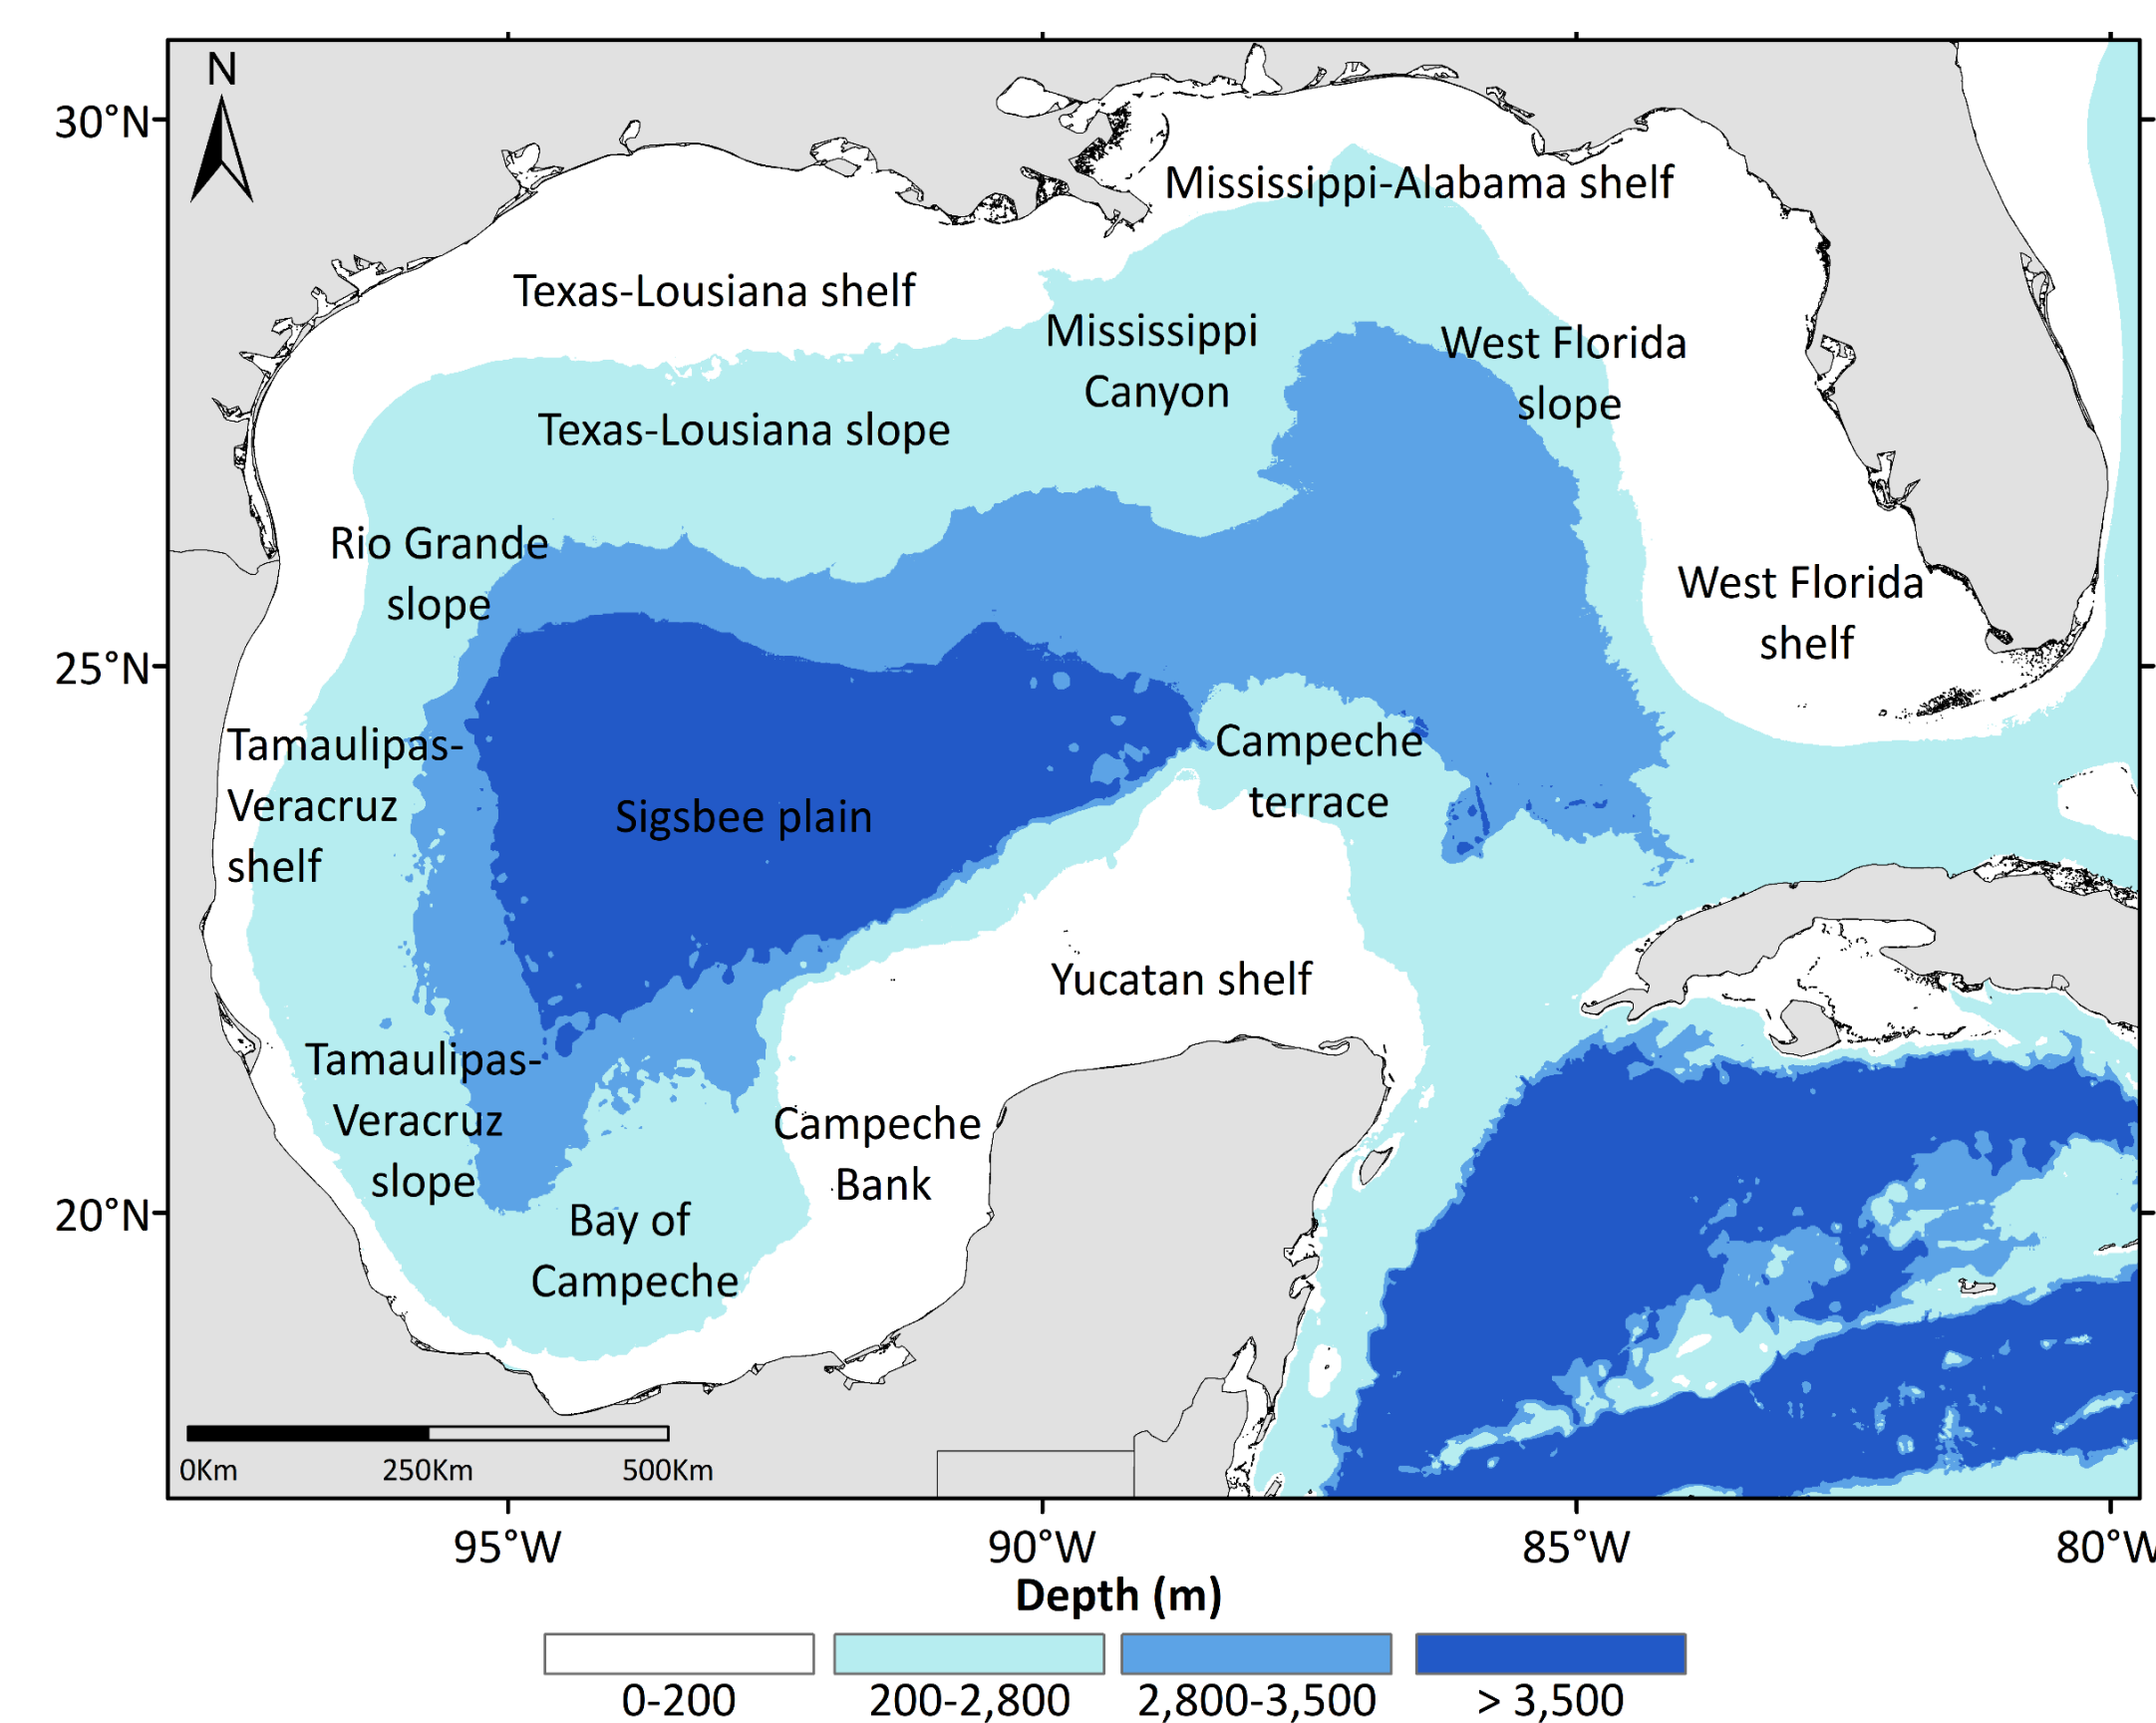 N
30°N
Mississippi-Alabama shelf
Texas-Lousiana shelf
Mississippi
Canyon
West Florida
slope
Texas-Lousiana slope
Rio Grande
slope
West Florida
shelf
25°N
Tamaulipas-
Veracruz
shelf
Sigsbee plain
Campeche
terrace
Yucatan shelf
Tamaulipas-
Veracruz
slope
Campeche
Bank
20°N
Bay of
Campeche
0Km 250Km 500Km
95°W 90°W 85°W 80°W
Depth (m)
0-200 200-2,800 2,800-3,500 > 3,500